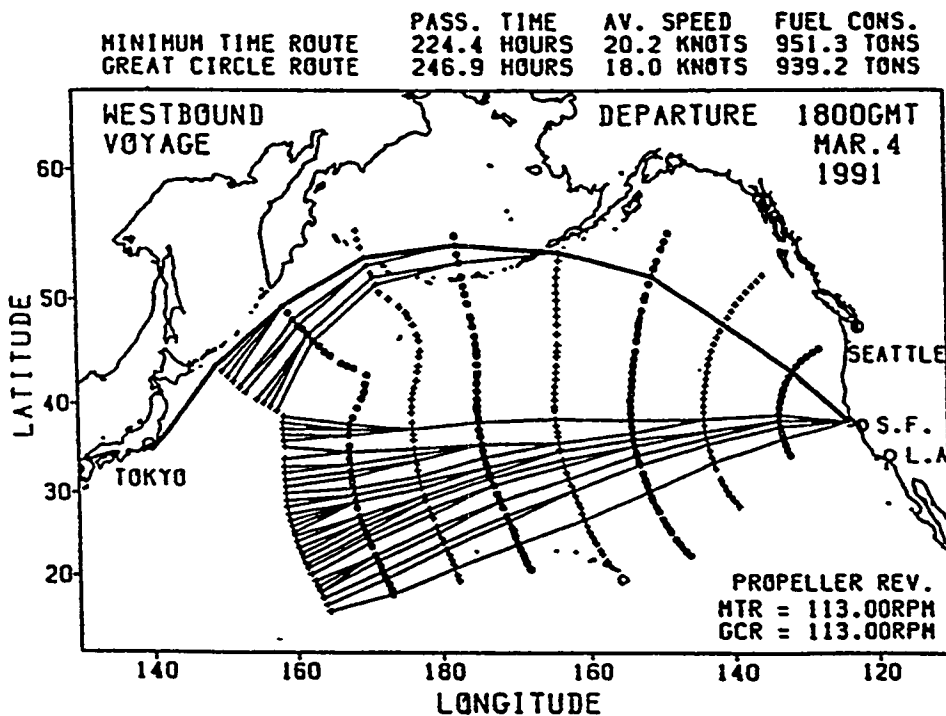 PASS. TIME AV. SPEED FUEL CONS.
MINIMUM TIME ROUTE 224.4 HOURS 20.2 KNOTS 951.3 TONS
GREAT CIRCLE ROUTE 246.9 HOURS 18.0 KNOTS 939.2 TONS
WESTBOUND DEPARTURE 1800GMT
VOYAGE MAR.4
1991
60
50
40
30
20
LATITUDE
SEATTLE
S.F.
L.A
TOKYO
PROPELLER REV.
MTR = 113.00RPM
GCR = 113.00RPM
140 160 180 160 140 120
LONGITUDE